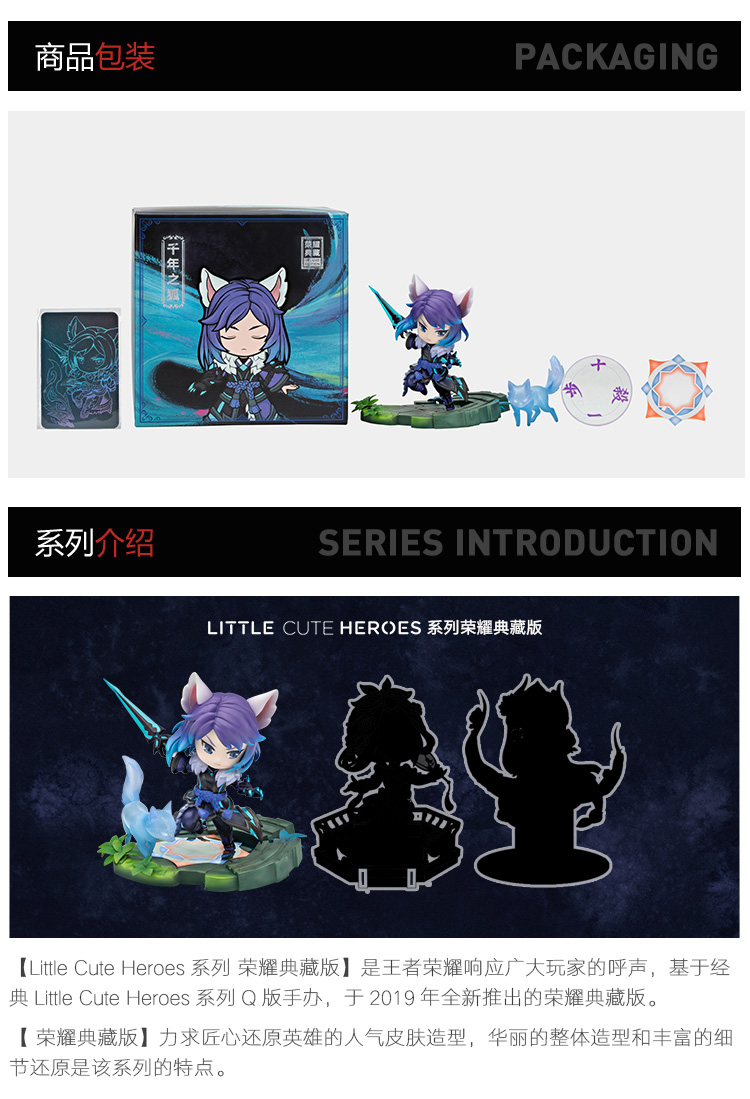 商品包装
PACKAGING
千年之狐
荣耀
典藏
十
步
殺
一
系列介绍
SERIES INTRODUCTION
LITTLE CUTE HEROES 系列荣耀典藏版
【Little Cute Heroes 系列 荣耀典藏版】是王者荣耀响应广大玩家的呼声，基于经
典 Little Cute Heroes 系列 Q 版手办，于 2019 年全新推出的荣耀典藏版。
【 荣耀典藏版】力求匠心还原英雄的人气皮肤造型，华丽的整体造型和丰富的细
节还原是该系列的特点。